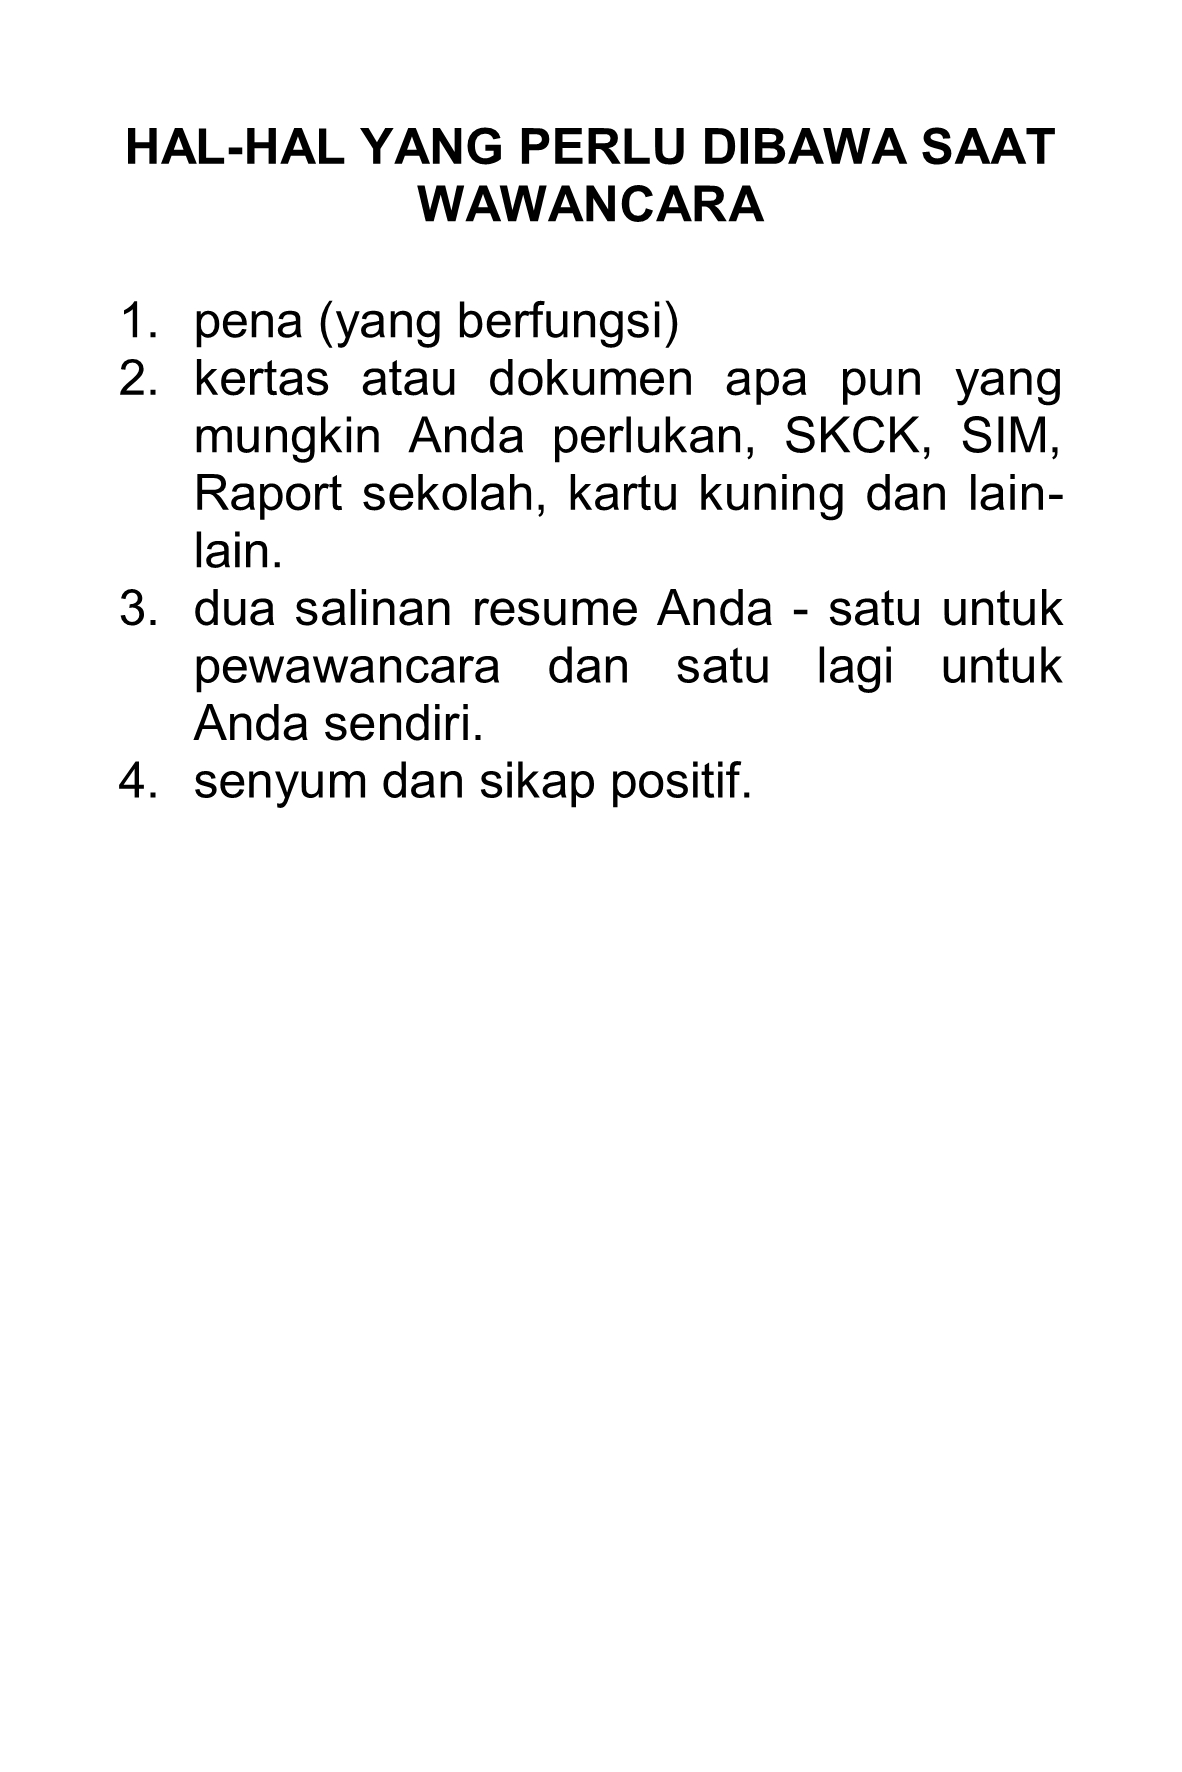 HAL-HAL YANG PERLU DIBAWA SAAT
WAWANCARA
1. pena (yang berfungsi)
2. kertas atau dokumen apa pun yang
mungkin Anda perlukan, SKCK, SIM,
Raport sekolah, kartu kuning dan lain-
lain.
3. dua salinan resume Anda - satu untuk
pewawancara dan satu lagi untuk
Anda sendiri.
4. senyum dan sikap positif.